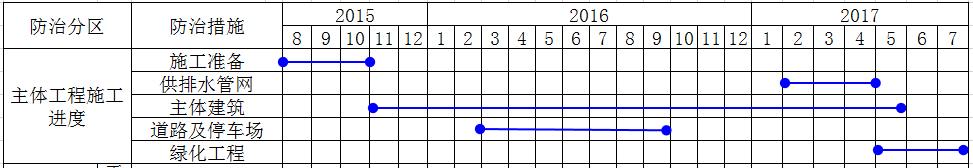 防治分区 防治措施 2015 2016 2017
8 9 10 11 12 1 2 3 4 5 6 7 8 9 10 11 12 1 2 3 4 5 6 7
主体工程施工
进度
施工准备
供排水管网
主体建筑
道路及停车场
绿化工程